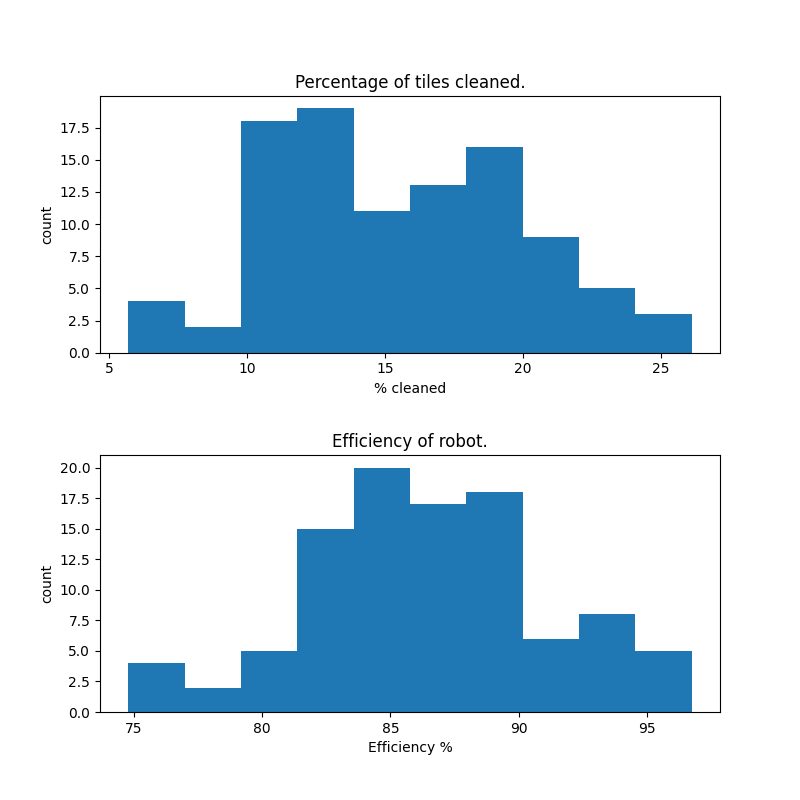 Percentage of tiles cleaned.
17.5
15.0
12.5
10.0
7.5
5.0
2.5
0.0
count
5 10 15 20 25
% cleaned
Efficiency of robot.
20.0
17.5
15.0
12.5
10.0
7.5
5.0
2.5
0.0
count
75 80 85 90 95
Efficiency %